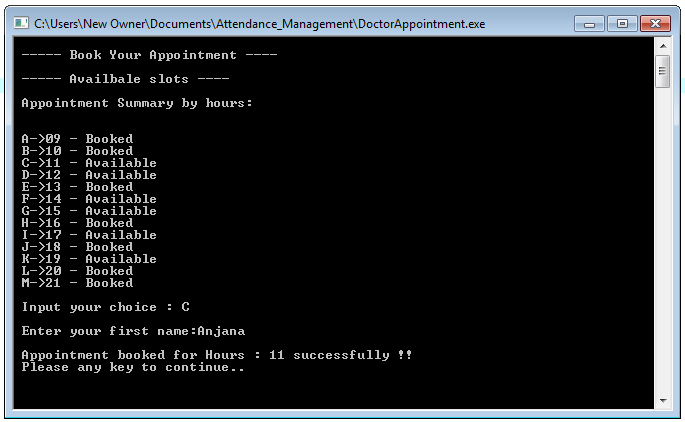 C:\Users\New Owner\Documents\Attendance_Management\DoctorAppointment.exe
----- Book Your Appointment ----
----- Availbale slots ----
Appointment Summary by hours:
A->09 - Booked
B->10 - Booked
C->11 - Available
D->12 - Available
E->13 - Booked
F->14 - Available
G->15 - Available
H->16 - Booked
I->17 - Available
J->18 - Booked
K->19 - Available
L->20 - Booked
M->21 - Booked
Input your choice : C
Enter your first name:Anjana
Appointment booked for Hours : 11 successfully !!
Please any key to continue..